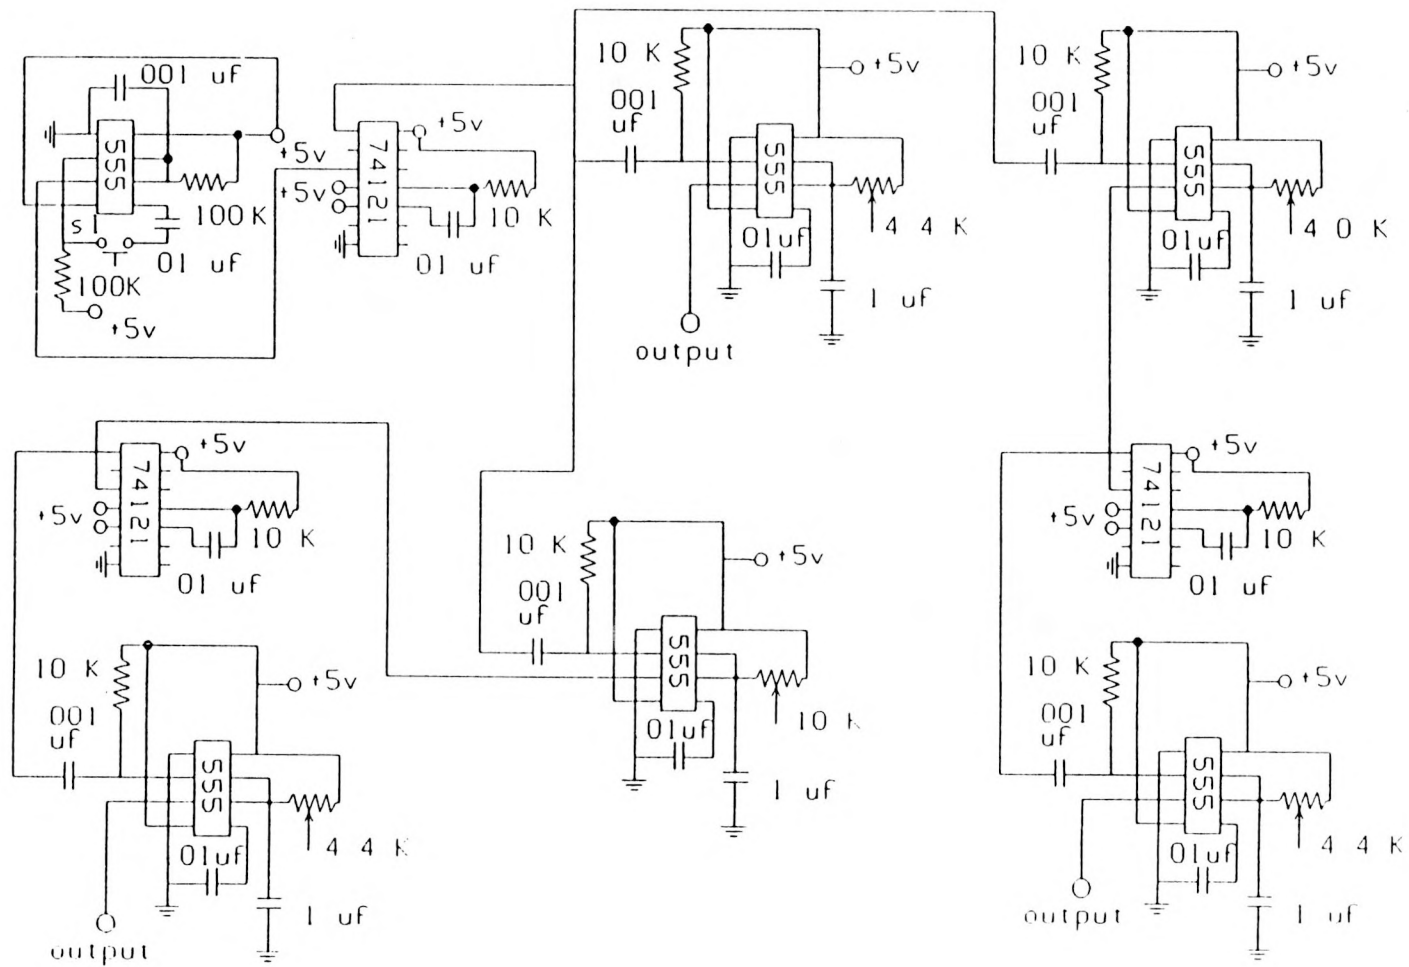 001 uf
555
+5v
100K
s1
01 uf
100K
+5v
+5v
74121
+5v
10 K
01 uf
10 K
001
uf
+5v
555
4 4 K
01uf
1 uf
output
10 K
001
uf
+5v
555
4 0 K
01uf
1 uf
+5v
74121
+5v
10 K
01 uf
10 K
001
uf
+5v
555
10 K
01uf
1 uf
+5v
74121
+5v
10 K
01 uf
10 K
001
uf
+5v
555
4 4 K
01uf
1 uf
output
10 K
001
uf
+5v
555
4 4 K
01uf
1 uf
output